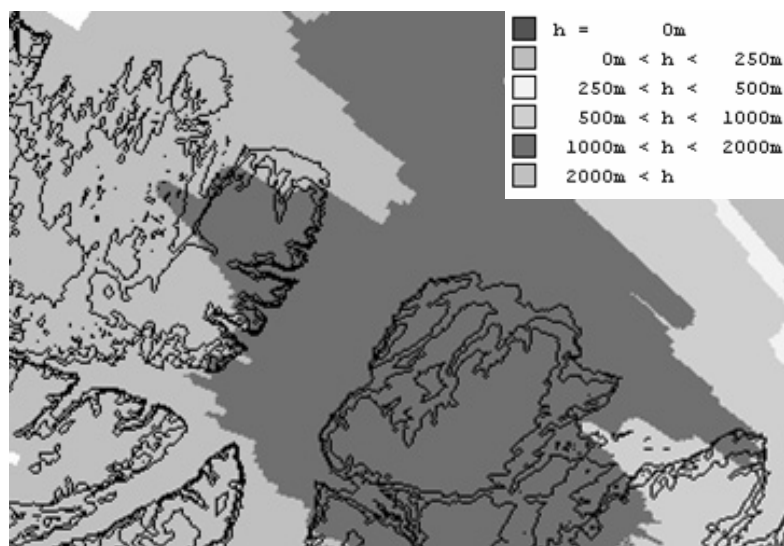 h = 0m
0m < h < 250m
250m < h < 500m
500m < h < 1000m
1000m < h < 2000m
2000m < h